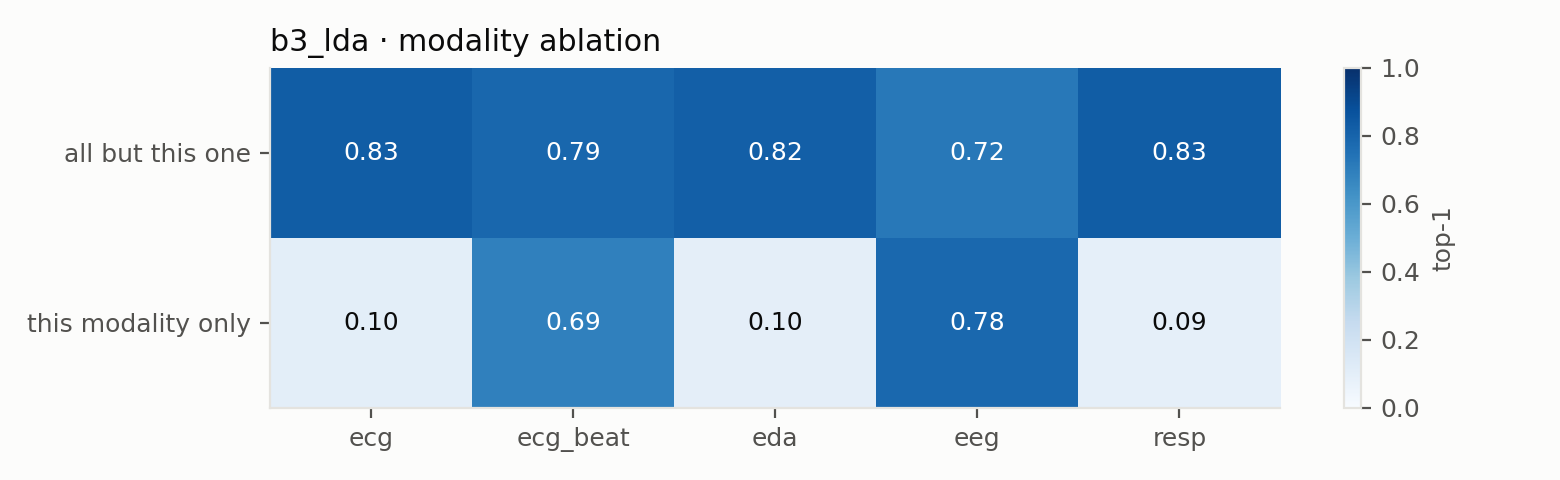 b3_lda · modality ablation
all but this one
0.83 0.79 0.82 0.72 0.83
this modality only
0.10 0.69 0.10 0.78 0.09
ecg ecg_beat eda eeg resp
1.0
0.8
0.6
0.4
0.2
0.0
top-1